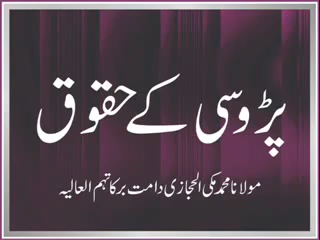 پڑوسی کے حقوق
مولانا محمد مکی الحجازی دامت برکاتہم العالیہ